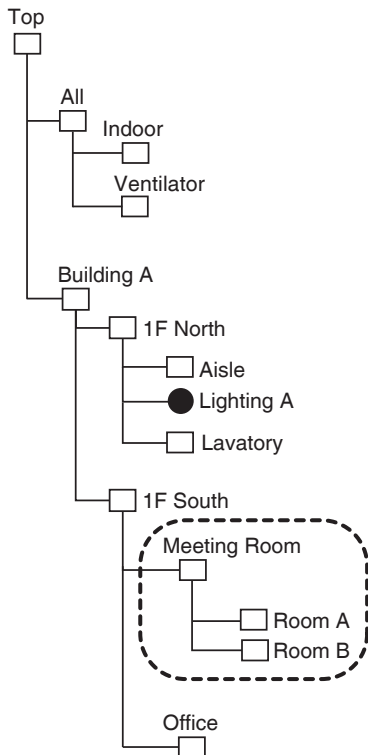 Top
All
Indoor
Ventilator
Building A
1F North
Aisle
Lighting A
Lavatory
1F South
Meeting Room
Room A
Room B
Office